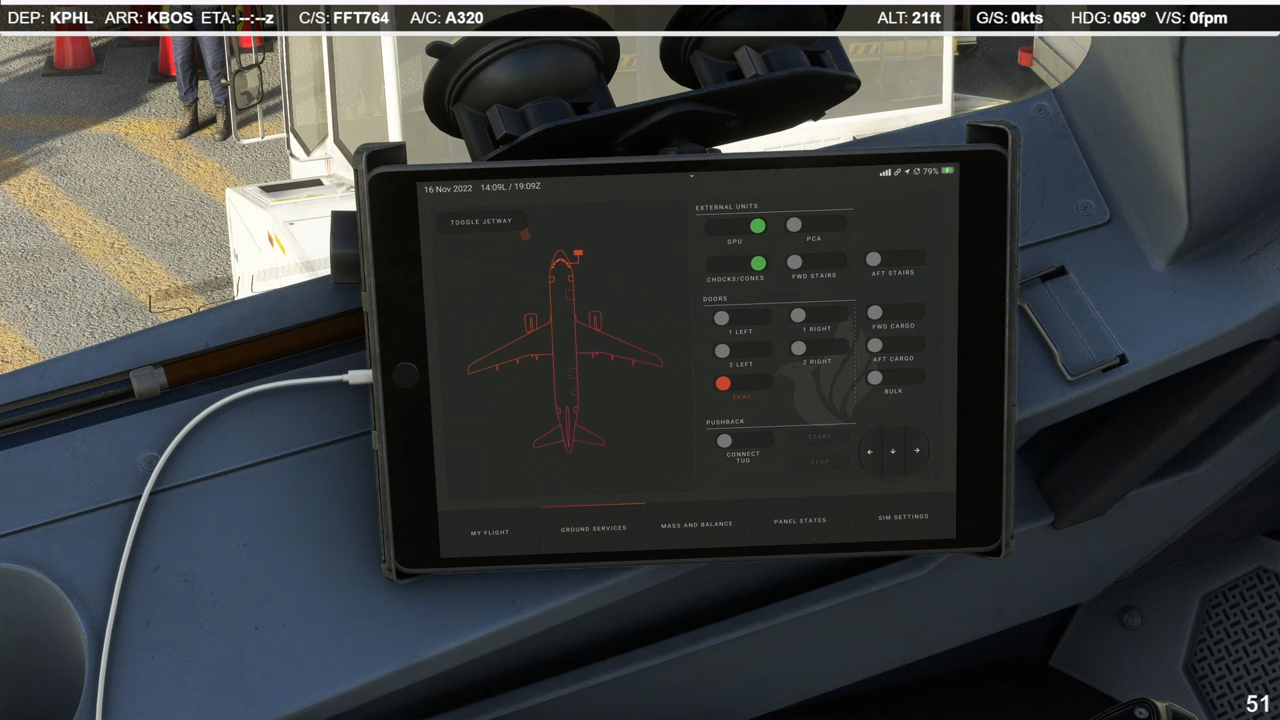 DEP: KPHL ARR: KBOS ETA: --:--z C/S: FFT764 A/C: A320 ALT: 21ft G/S: 0kts HDG: 059° V/S: 0fpm
16 Nov 2022 14:09L / 19:09Z
79%
TOGGLE JETWAY
EXTERNAL UNITS
GPU PCA
CHOCKS/CONES FWD STAIRS AFT STAIRS
DOORS
1 LEFT 1 RIGHT FWD CARGO
2 LEFT 2 RIGHT AFT CARGO
EVAC BULK
PUSHBACK
START
CONNECT
TUG
STOP
MY FLIGHT GROUND SERVICES MASS AND BALANCE PANEL STATES SIM SETTINGS
51